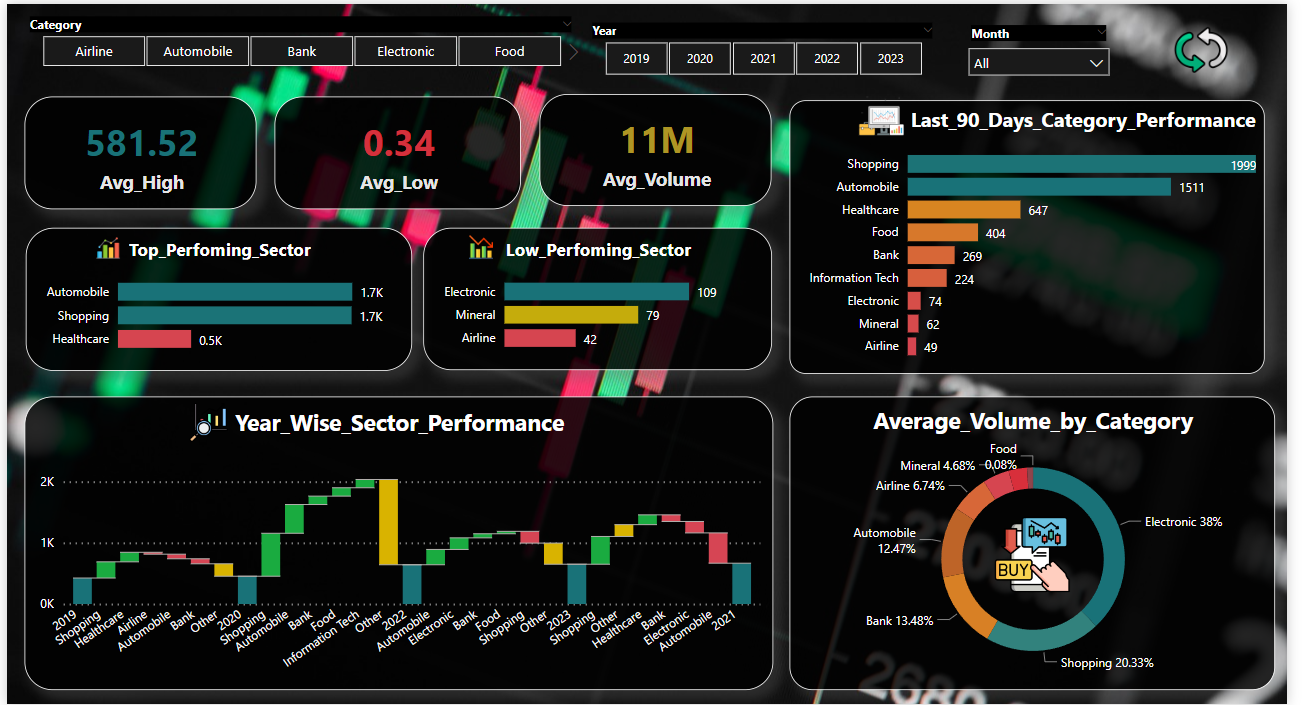 Category
Airline
Automobile
Bank
Electronic
Food
Year
2019
2020
2021
2022
2023
Month
All
581.52
Avg_High
0.34
Avg_Low
11M
Avg_Volume
Last_90_Days_Category_Performance
Shopping 1999
Automobile 1511
Healthcare 647
Food 404
Bank 269
Information Tech 224
Electronic 74
Mineral 62
Airline 49
Top_Perfoming_Sector
Automobile 1.7K
Shopping 1.7K
Healthcare 0.5K
Low_Perfoming_Sector
Electronic 109
Mineral 79
Airline 42
Year_Wise_Sector_Performance
2K
1K
0K
2019
Shopping
Healthcare
Airline
Automobile
Bank
Other
2020
Shopping
Automobile
Bank
Food
Information Tech
Other
2022
Automobile
Electronic
Bank
Food
Shopping
Other
2023
Shopping
Other
Healthcare
Bank
Electronic
Automobile
2021
Average_Volume_by_Category
Food
0.08%
Mineral 4.68%
Airline 6.74%
Automobile
12.47%
Bank 13.48%
Shopping 20.33%
Electronic 38%
BUY